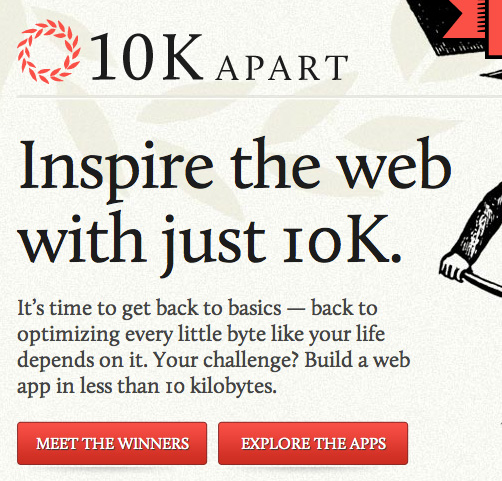 10K APART
Inspire the web
with just 10K.
It’s time to get back to basics — back to
optimizing every little byte like your life
depends on it. Your challenge? Build a web
app in less than 10 kilobytes.
MEET THE WINNERS
EXPLORE THE APPS